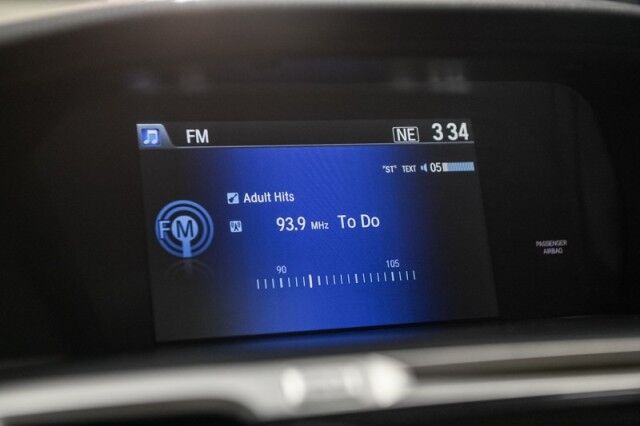 FM NE 3 34
"ST" TEXT 05
Adult Hits
FM 93.9 MHz To Do
90 105
PASSENGER
AIRBAG